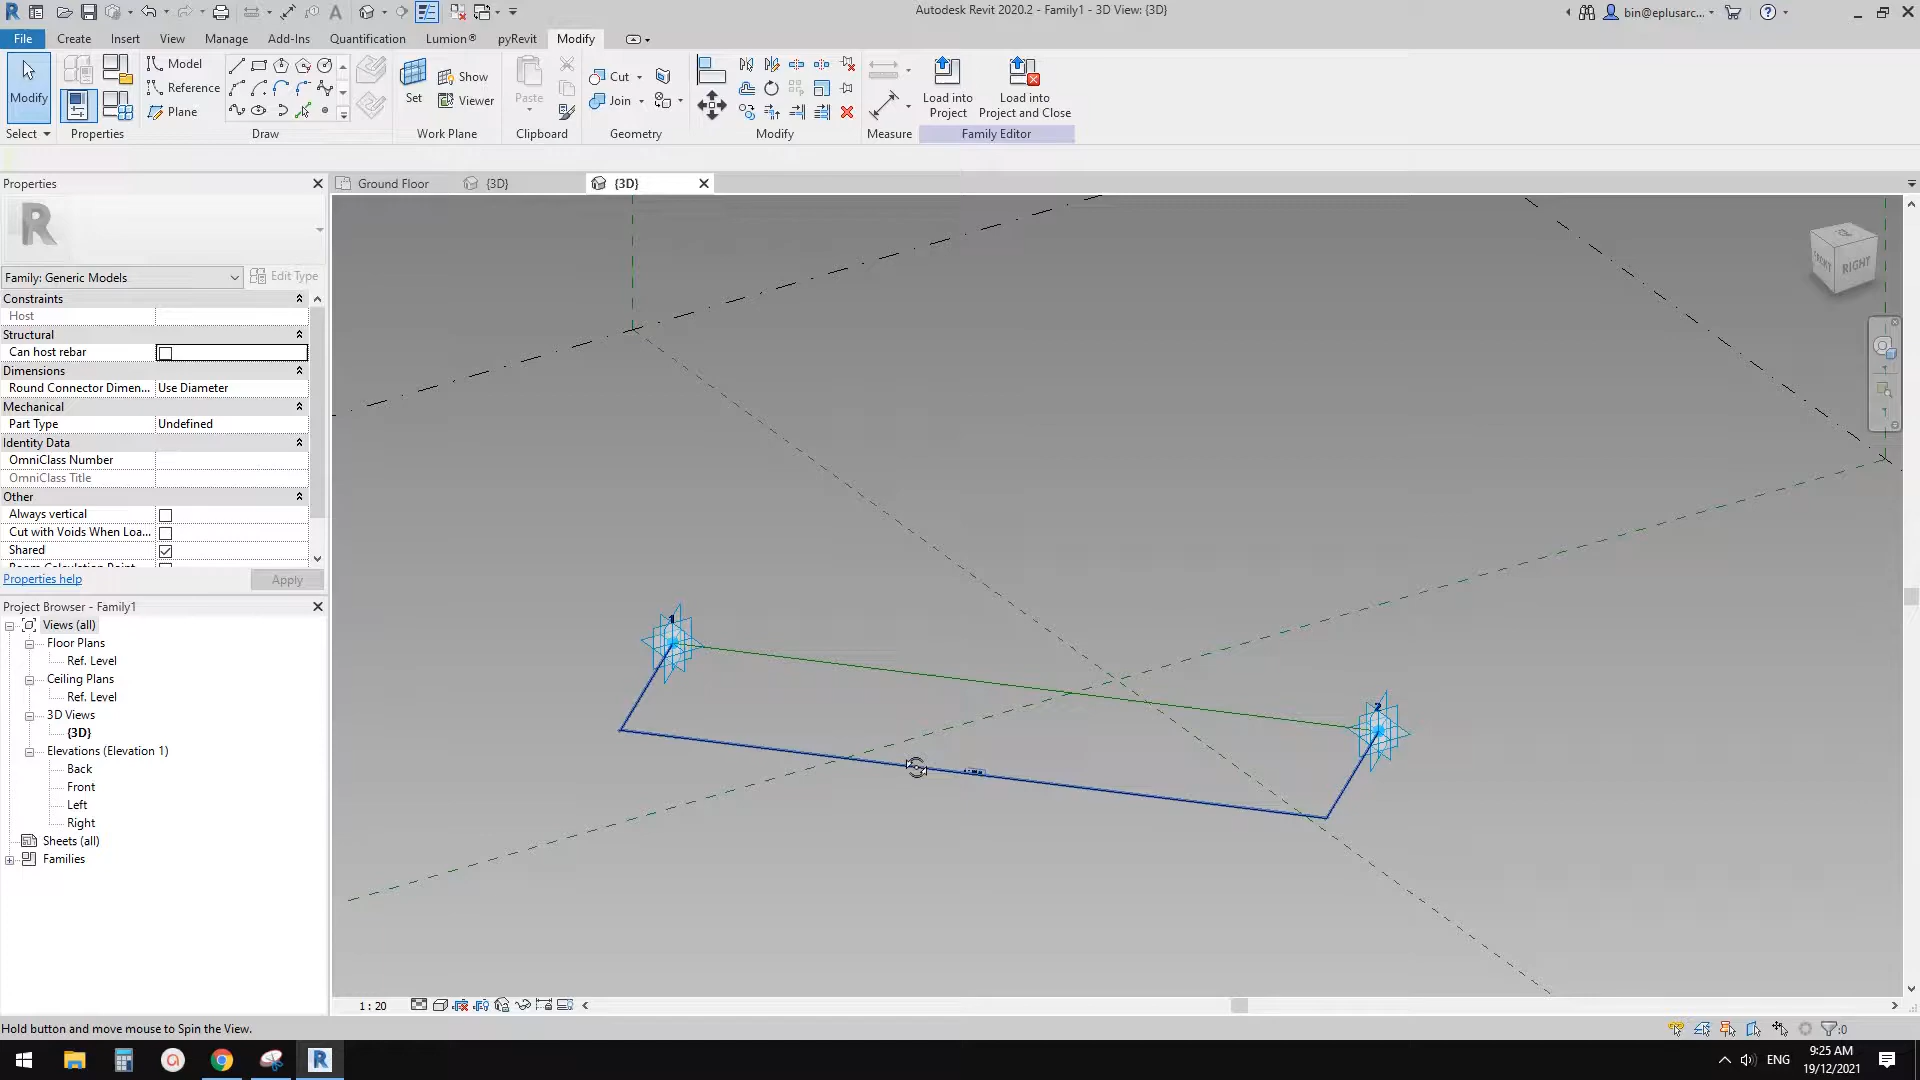 Autodesk Revit 2020.2 - Family1 - 3D View: {3D}
bin@eplusarc...
File Create Insert View Manage Add-Ins Quantification Lumion® pyRevit Modify
Modify
Model
Reference
Plane
Set
Show
Viewer
Paste
Cut
Join
Load into Project
Load into Project and Close
Select Properties Draw Work Plane Clipboard Geometry Modify Measure Family Editor
Properties
Ground Floor {3D} {3D}
R
Family: Generic Models Edit Type
Constraints
Host
Structural
Can host rebar
Dimensions
Round Connector Dimen... Use Diameter
Mechanical
Part Type Undefined
Identity Data
OmniClass Number
OmniClass Title
Other
Always vertical
Cut with Voids When Loa...
Shared
Room Calculation Point
Properties help Apply
Project Browser - Family1
Views (all)
Floor Plans
Ref. Level
Ceiling Plans
Ref. Level
3D Views
{3D}
Elevations (Elevation 1)
Back
Front
Left
Right
Sheets (all)
Families
TOP
FRONT
RIGHT
1
2
1 : 20
Hold button and move mouse to Spin the View.
:0
ENG
9:25 AM
19/12/2021